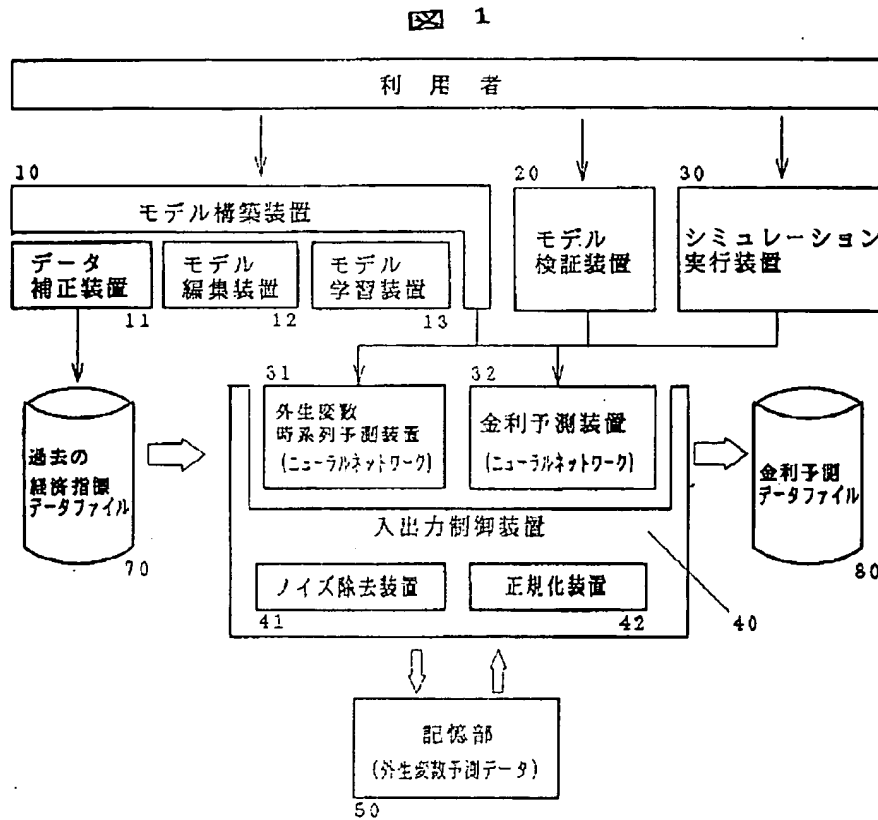 図 1
利 用 者
10
モデル構築装置
20
モデル
検証装置
30
シミュレーション
実行装置
データ
補正装置
11
モデル
編集装置
12
モデル
学習装置
13
31
外生変数
時系列予測装置
(ニューラルネットワーク)
32
金利予測装置
(ニューラルネットワーク)
過去の
経済指標
データファイル
70
金利予測
データファイル
80
入出力制御装置
ノイズ除去装置
41
正規化装置
42
40
記憶部
(外生変数予測データ)
50